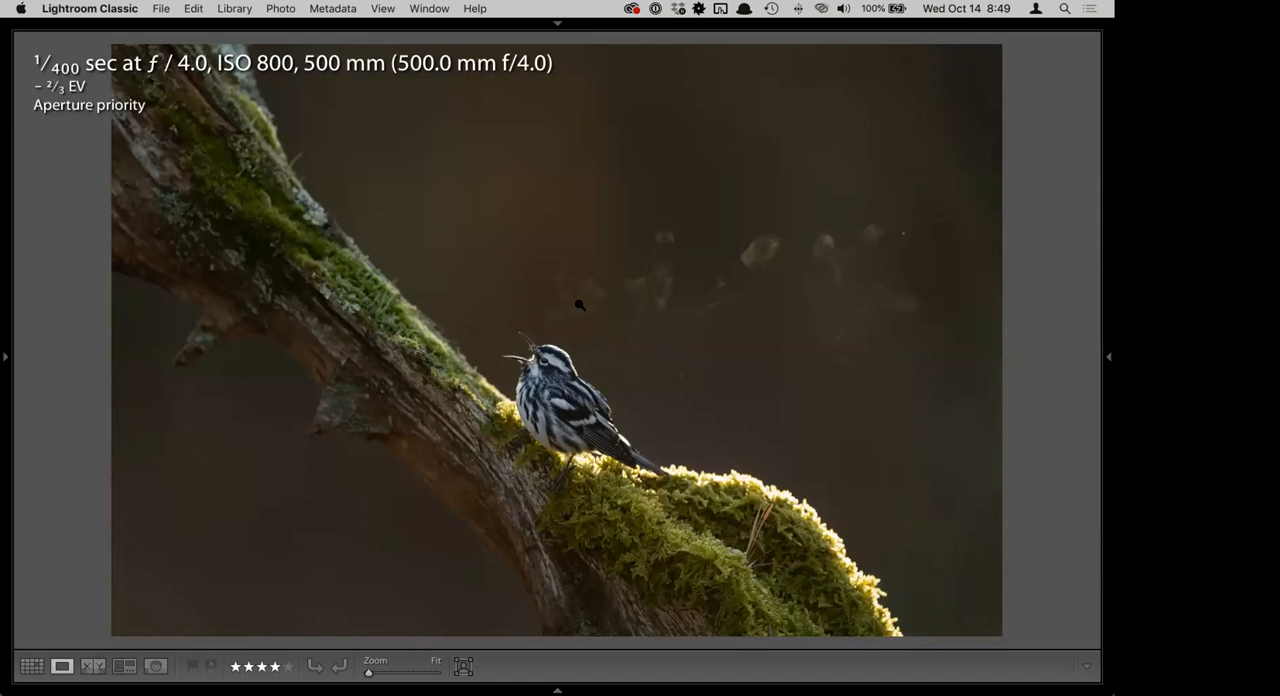 Lightroom Classic File Edit Library Photo Metadata View Window Help 100% Wed Oct 14 8:49
1/400 sec at ƒ / 4.0, ISO 800, 500 mm (500.0 mm f/4.0)
− 2/3 EV
Aperture priority
Zoom Fit